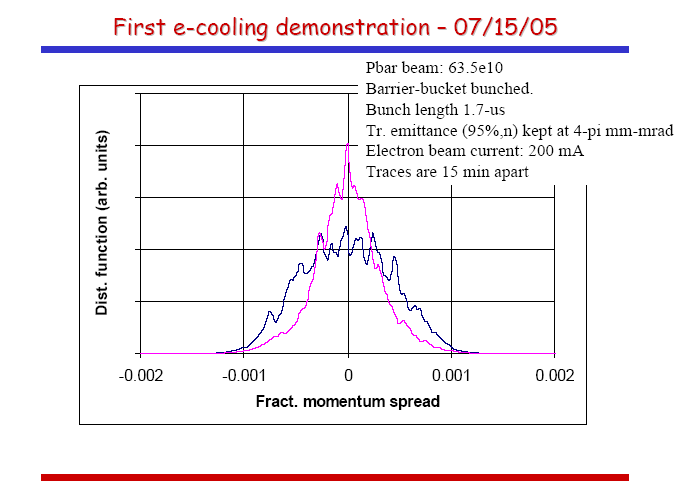 First e-cooling demonstration – 07/15/05
Pbar beam: 63.5e10
Barrier-bucket bunched.
Bunch length 1.7-us
Tr. emittance (95%,n) kept at 4-pi mm-mrad
Electron beam current: 200 mA
Traces are 15 min apart
Dist. function (arb. units)
-0.002 -0.001 0 0.001 0.002
Fract. momentum spread